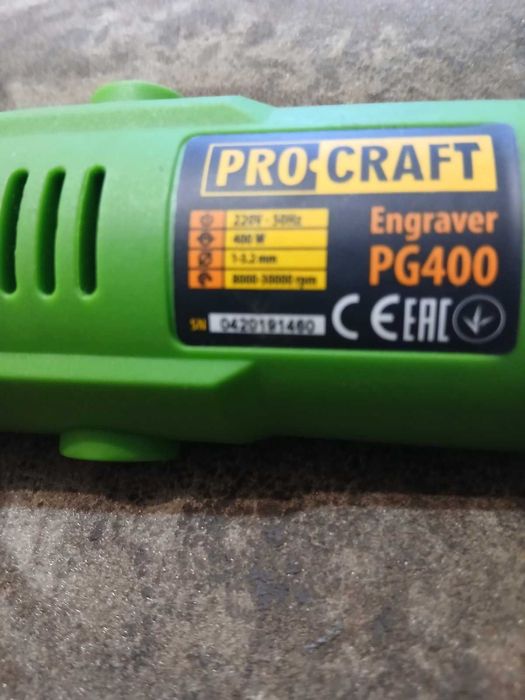 PRO·CRAFT
220V - 50Hz
400 W
1-3.2 mm
8000-30000 rpm
Engraver
PG400
SN 0420191460
CE EAC